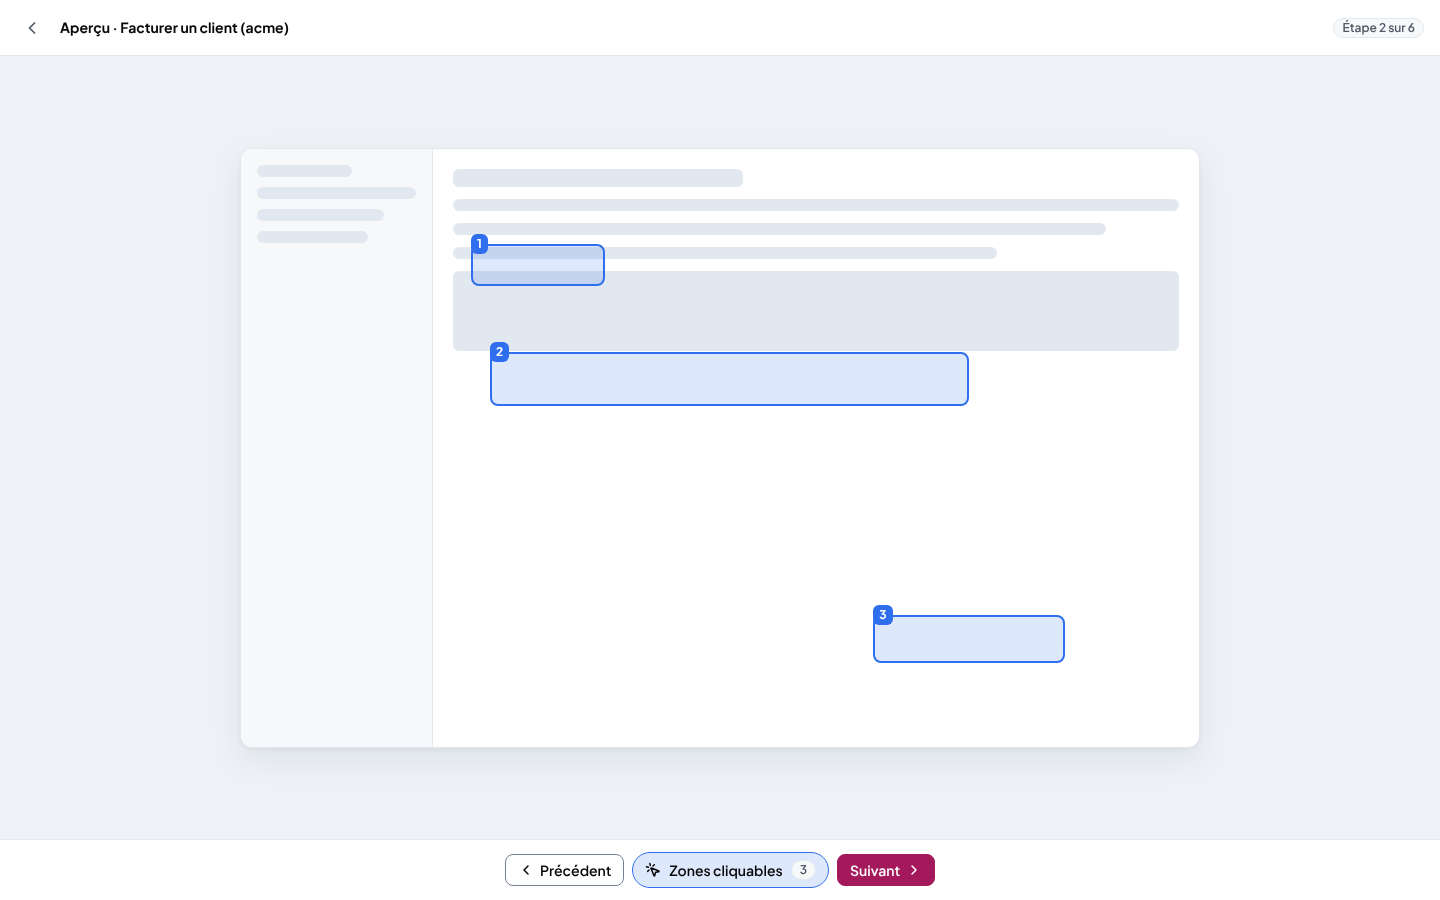 Aperçu · Facturer un client (acme)
Étape 2 sur 6
1
2
3
Précédent
Zones cliquables 3
Suivant